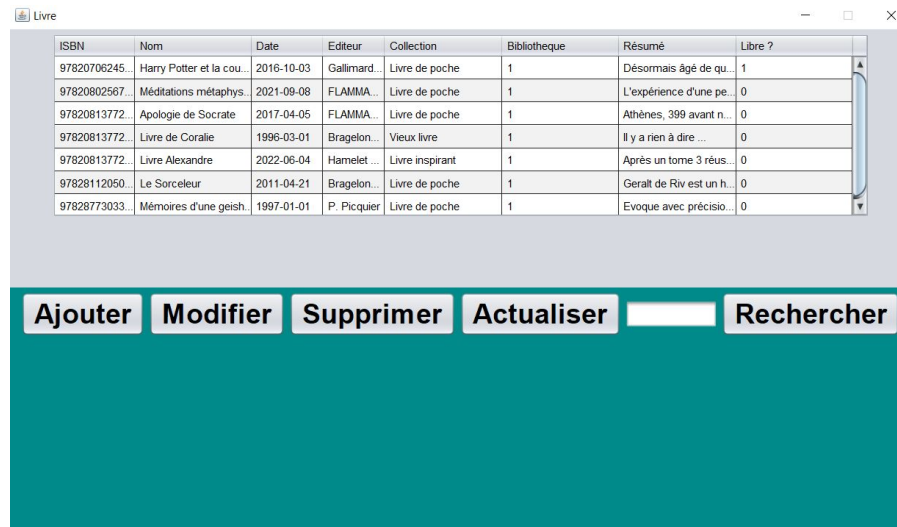 Livre
ISBN Nom Date Editeur Collection Bibliotheque Résumé Libre ?
97820706245... Harry Potter et la cou... 2016-10-03 Gallimard... Livre de poche 1 Désormais âgé de qu... 1
97820802567... Méditations métaphys... 2021-09-08 FLAMMA... Livre de poche 1 L'expérience d'une pe... 0
97820813772... Apologie de Socrate 2017-04-05 FLAMMA... Livre de poche 1 Athènes, 399 avant n... 0
97820813772... Livre de Coralie 1996-03-01 Bragelon... Vieux livre 1 Il y a rien à dire ... 0
97820813772... Livre Alexandre 2022-06-04 Hamelet ... Livre inspirant 1 Après un tome 3 réus... 0
97828112050... Le Sorceleur 2011-04-21 Bragelon... Livre de poche 1 Geralt de Riv est un h... 0
97828773033... Mémoires d'une geish... 1997-01-01 P. Picquier Livre de poche 1 Evoque avec précisio... 0
Ajouter Modifier Supprimer Actualiser Rechercher